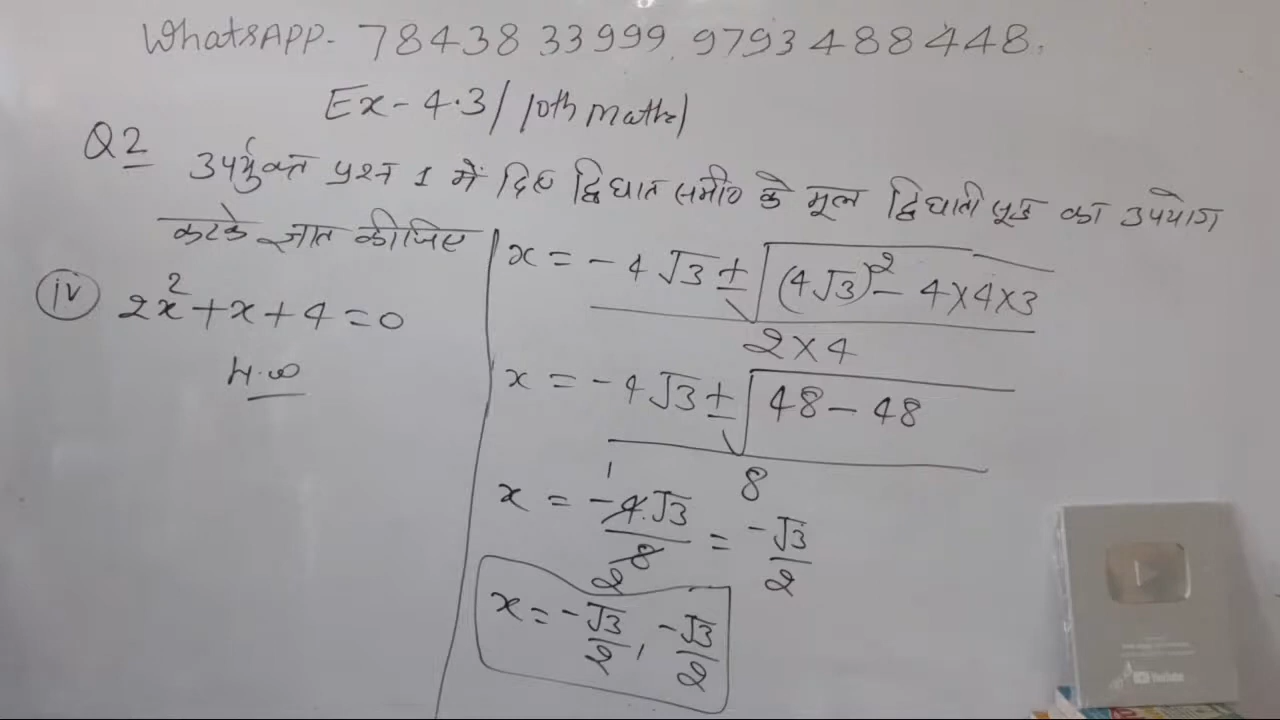 WhatsAPP- 7843833999, 9793488448.
Ex-4.3/10th maths/
Q2 उपर्युक्त प्रश्न 1 में दिए द्विघात समी० के मूल द्विघाती सूत्र का उपयोग
करके ज्ञात कीजिए
(iv) 2x²+x+4=0
H.W
x = -4√3 ± √(4√3)² - 4×4×3
2×4
x = -4√3 ± √48-48
8
x = -4√3/8 = -√3/2
x = -√3/2, -√3/2
YouTube